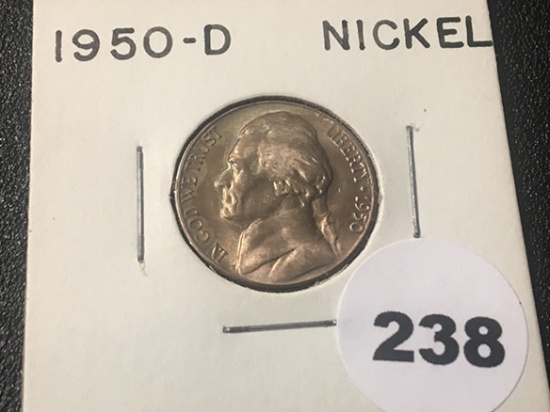 1950-D NICKEL
IN GOD WE TRUST
LIBERTY * 1950
238